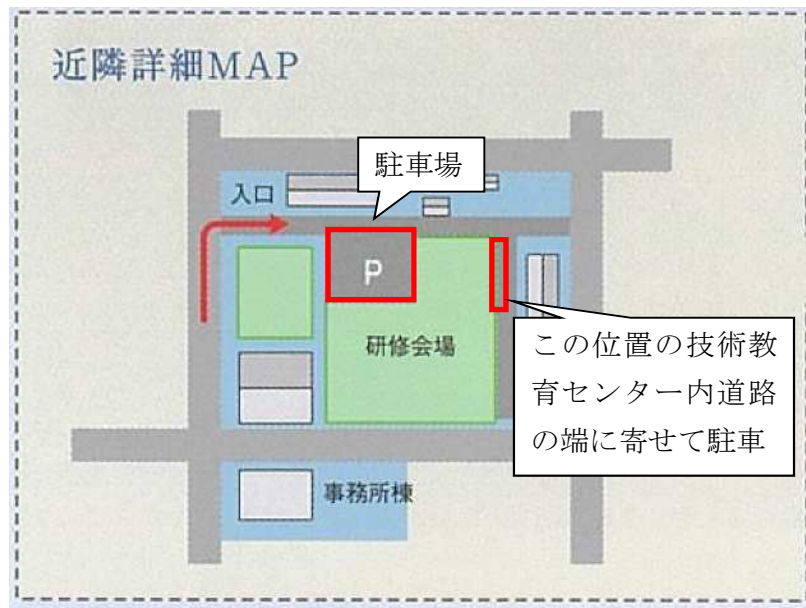 近隣詳細MAP
駐車場
入口
P
研修会場
この位置の技術教
育センター内道路
の端に寄せて駐車
事務所棟